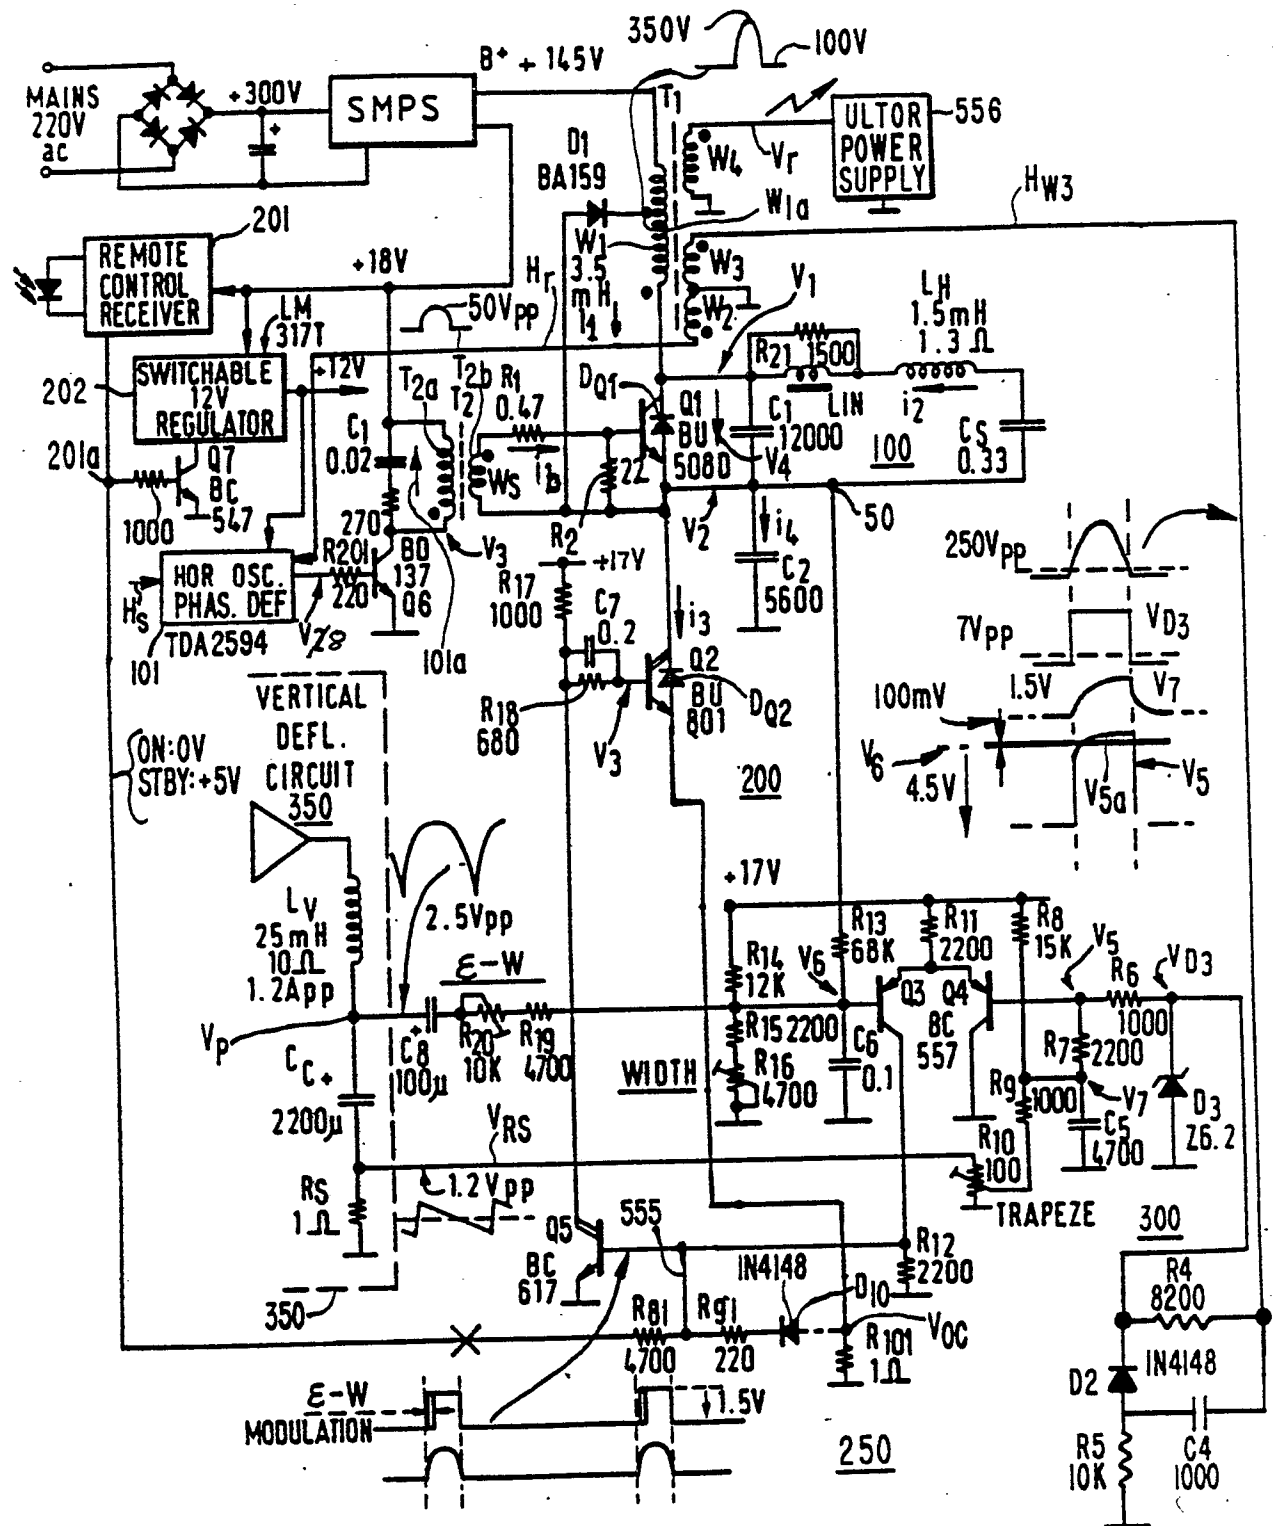 350V
100V
B+ + 145V
MAINS
220V
ac
+300V
SMPS
T1
ULTOR
POWER
SUPPLY
556
W4
Vr
D1
BA159
W1a
HW3
201
REMOTE
CONTROL
RECEIVER
+18V
Hr
W1
3.5
mH
I1
W3
W2
V1
LH
1.5mH
1.3 Ω
50Vpp
LM
317T
R21
1500
202
SWITCHABLE
12V
REGULATOR
+12V
T2a
T2b
T2
R1
0.47
DQ1
Q1
BU
508D
C1
12000
LIN
i2
CS
0.33
C1
0.02
201a
Q7
BC
547
1000
WS
ib
22
V4
100
270
R2
V2
i4
50
V3
C2
5600
250Vpp
HS
HOR OSC.
PHAS. DEF
R201
220
BD
137
Q6
+17V
R17
1000
C7
0.2
i3
7Vpp
VD3
101
TDA2594
V28
101a
Q2
BU
801
DQ2
VERTICAL
DEFL.
CIRCUIT
350
R18
680
V3
100mV
1.5V
V7
V6
4.5V
V5a
V5
ON:0V
STBY:+5V
200
+17V
LV
25mH
10Ω
1.2App
2.5Vpp
E-W
R14
12K
R13
68K
R11
2200
R8
15K
V6
V5
R6
1000
VD3
Q3
Q4
BC
557
Vp
C8
100μ
R20
10K
R19
4700
R15
2200
C6
0.1
R7
2200
WIDTH
R16
4700
CC+
2200μ
R9
1000
V7
D3
Z6.2
C5
4700
VRS
R10
100
1.2Vpp
RS
1Ω
TRAPEZE
300
Q5
BC
617
555
R12
2200
R4
8200
1N4148
D10
350
R81
4700
R91
220
VOC
R101
1Ω
D2
1N4148
E-W
MODULATION
1.5V
250
R5
10K
C4
1000